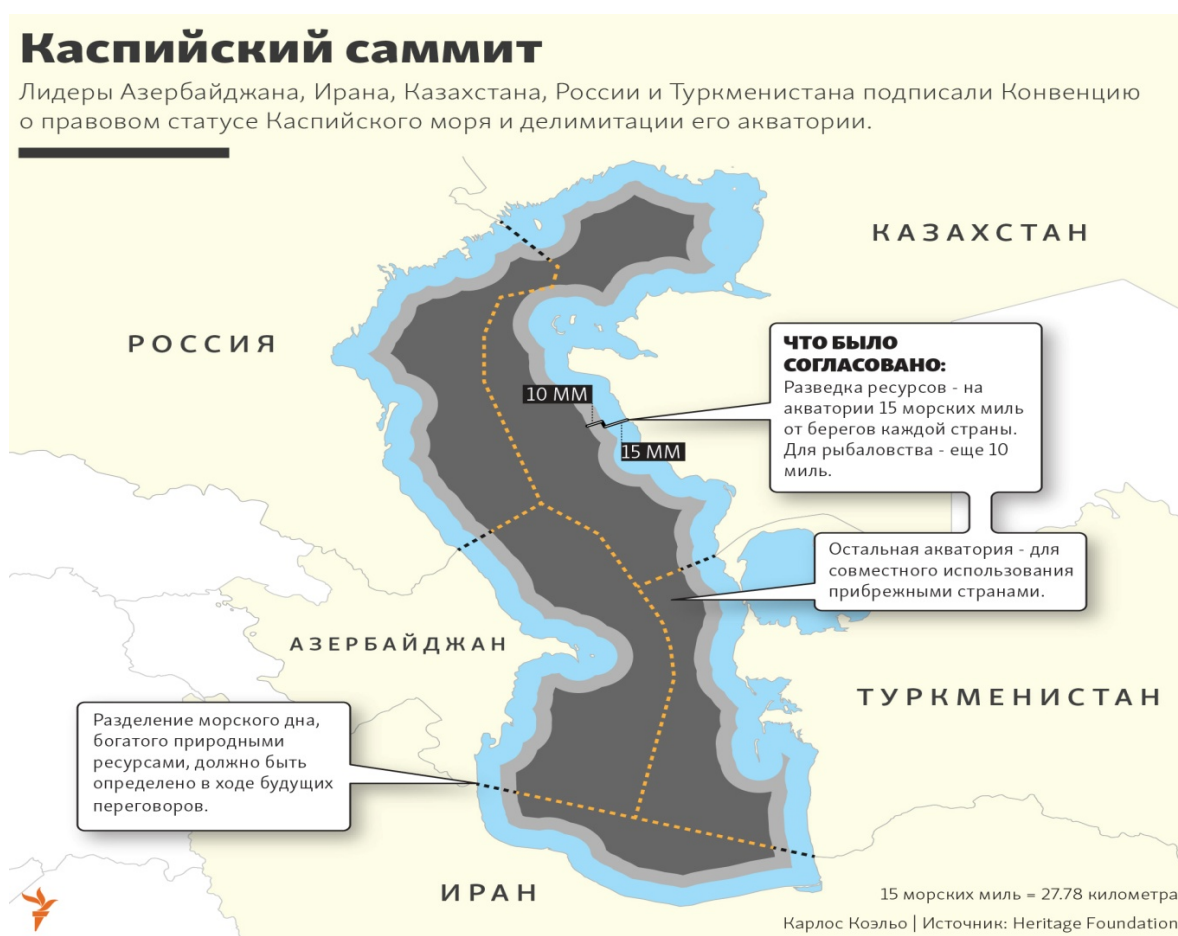 Каспийский саммит
Лидеры Азербайджана, Ирана, Казахстана, России и Туркменистана подписали Конвенцию
о правовом статусе Каспийского моря и делимитации его акватории.
КАЗАХСТАН
РОССИЯ
ЧТО БЫЛО
СОГЛАСОВАНО:
Разведка ресурсов - на
акватории 15 морских миль
от берегов каждой страны.
Для рыбаловства - еще 10
миль.
10 ММ
15 ММ
Остальная акватория - для
совместного использования
прибрежными странами.
АЗЕРБАЙДЖАН
ТУРКМЕНИСТАН
Разделение морского дна,
богатого природными
ресурсами, должно быть
определено в ходе будущих
переговоров.
ИРАН
15 морских миль = 27.78 километра
Карлос Коэльо | Источник: Heritage Foundation